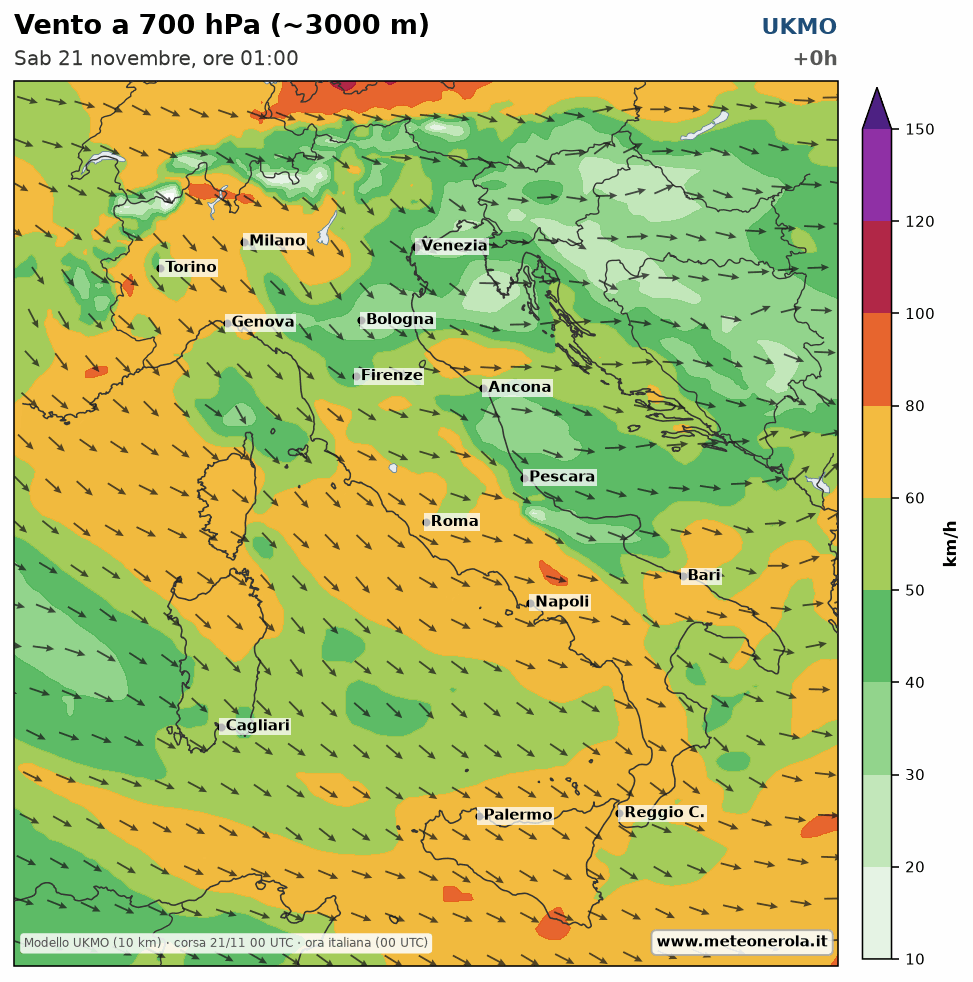 Vento a 700 hPa (~3000 m)
UKMO
Sab 21 novembre, ore 01:00
+0h
Milano
Venezia
Torino
Genova
Bologna
Firenze
Ancona
Pescara
Roma
Bari
Napoli
Cagliari
Palermo
Reggio C.
Modello UKMO (10 km) · corsa 21/11 00 UTC · ora italiana (00 UTC)
www.meteonerola.it
150
120
100
80
60
50
40
30
20
10
km/h